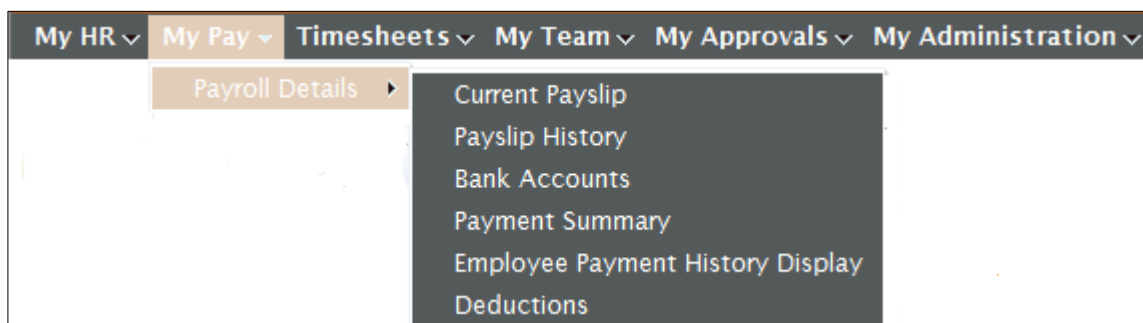 My HR My Pay Timesheets My Team My Approvals My Administration
Payroll Details
Current Payslip
Payslip History
Bank Accounts
Payment Summary
Employee Payment History Display
Deductions